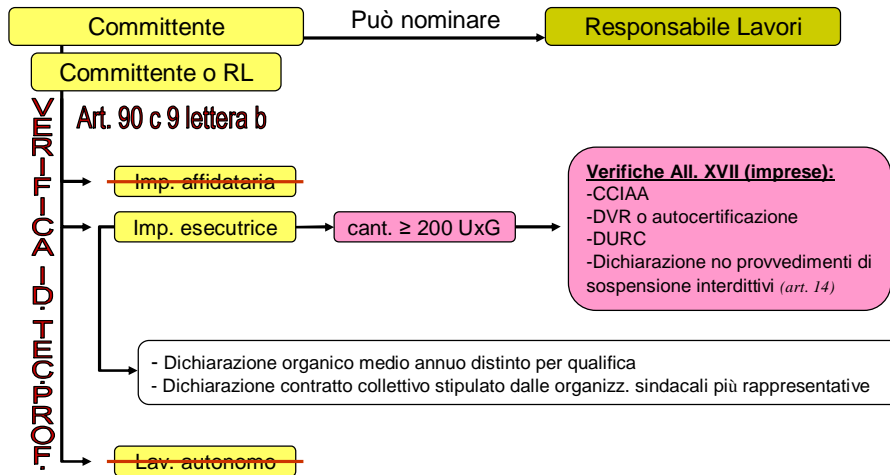 Committente
Può nominare
Responsabile Lavori
Committente o RL
VERIFICA ID. TEC.PROF.
Art. 90 c 9 lettera b
Imp. affidataria
Imp. esecutrice
cant. ≥ 200 UxG
Verifiche All. XVII (imprese):
-CCIAA
-DVR o autocertificazione
-DURC
-Dichiarazione no provvedimenti di
sospensione interdittivi (art. 14)
- Dichiarazione organico medio annuo distinto per qualifica
- Dichiarazione contratto collettivo stipulato dalle organizz. sindacali più rappresentative
Lav. autonomo